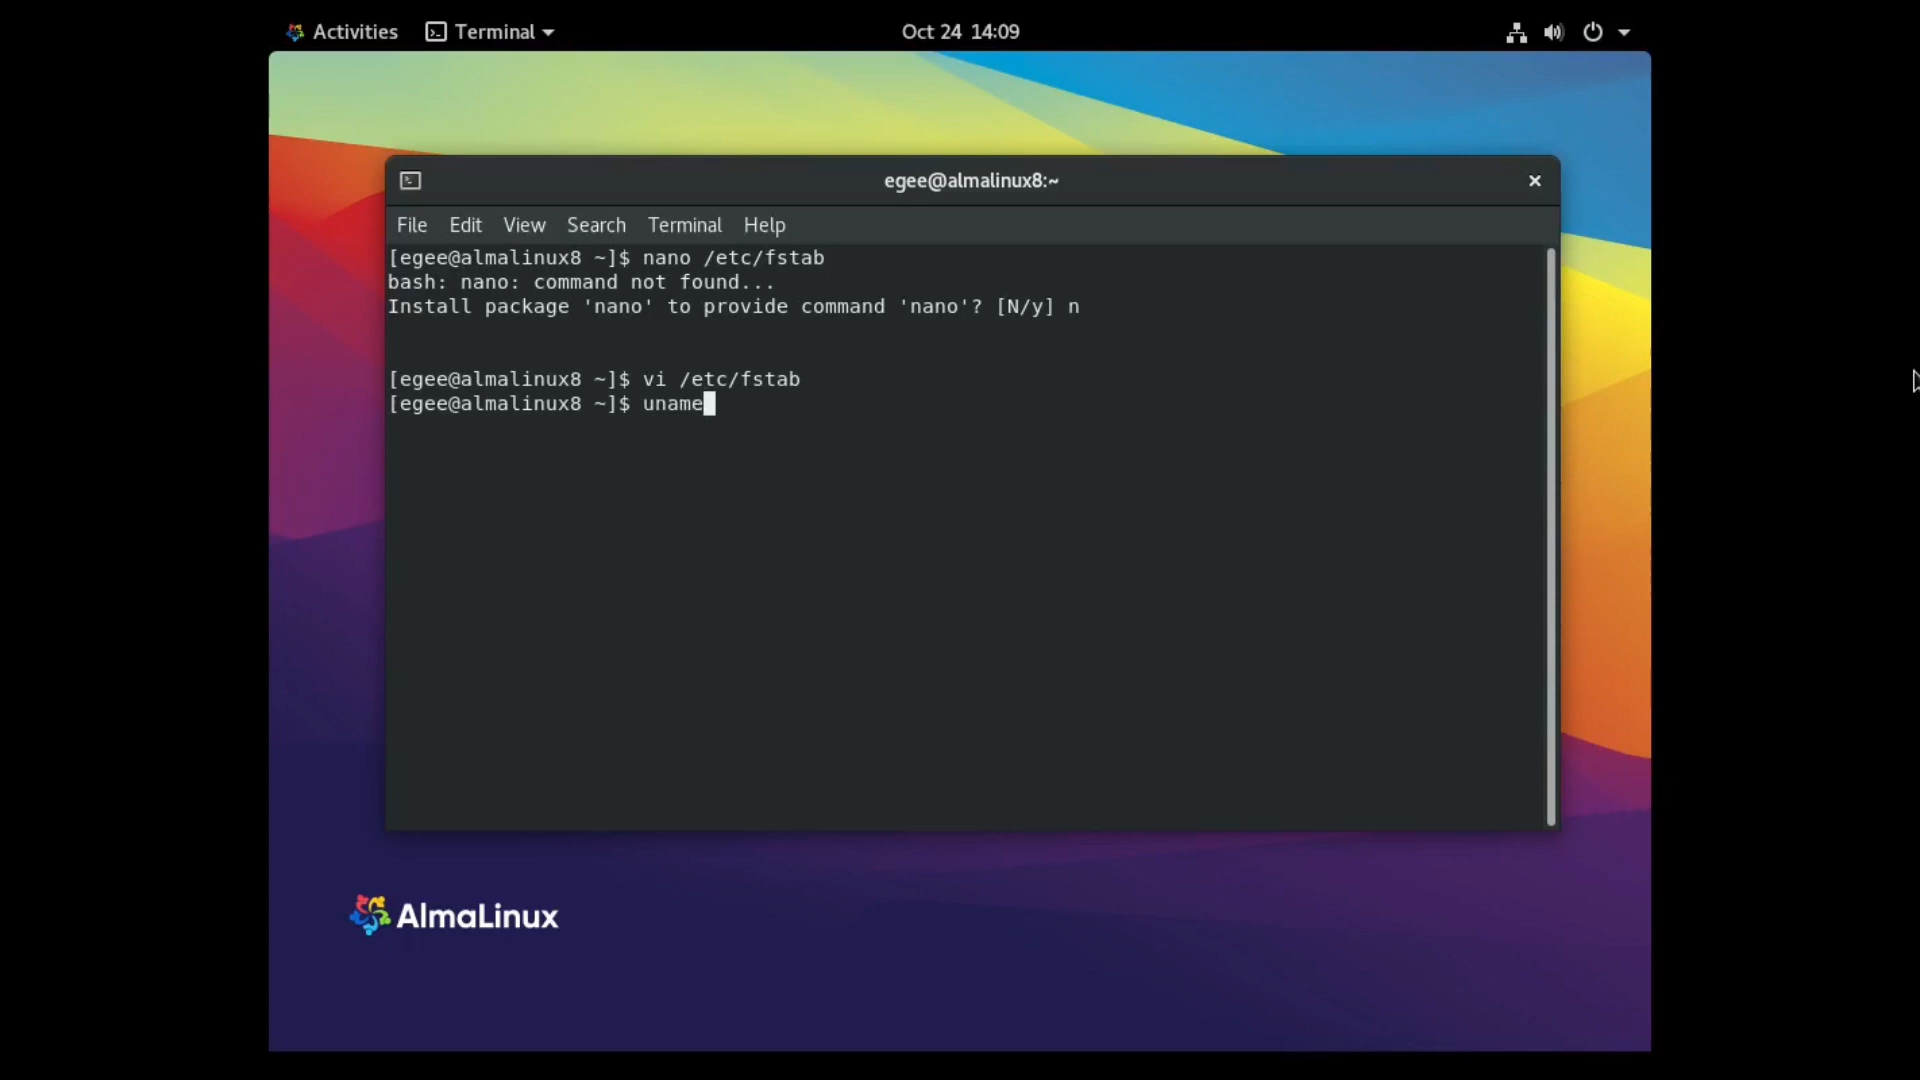 Activities Terminal Oct 24 14:09
egee@almalinux8:~
File Edit View Search Terminal Help
[egee@almalinux8 ~]$ nano /etc/fstab
bash: nano: command not found...
Install package 'nano' to provide command 'nano'? [N/y] n
[egee@almalinux8 ~]$ vi /etc/fstab
[egee@almalinux8 ~]$ uname
AlmaLinux